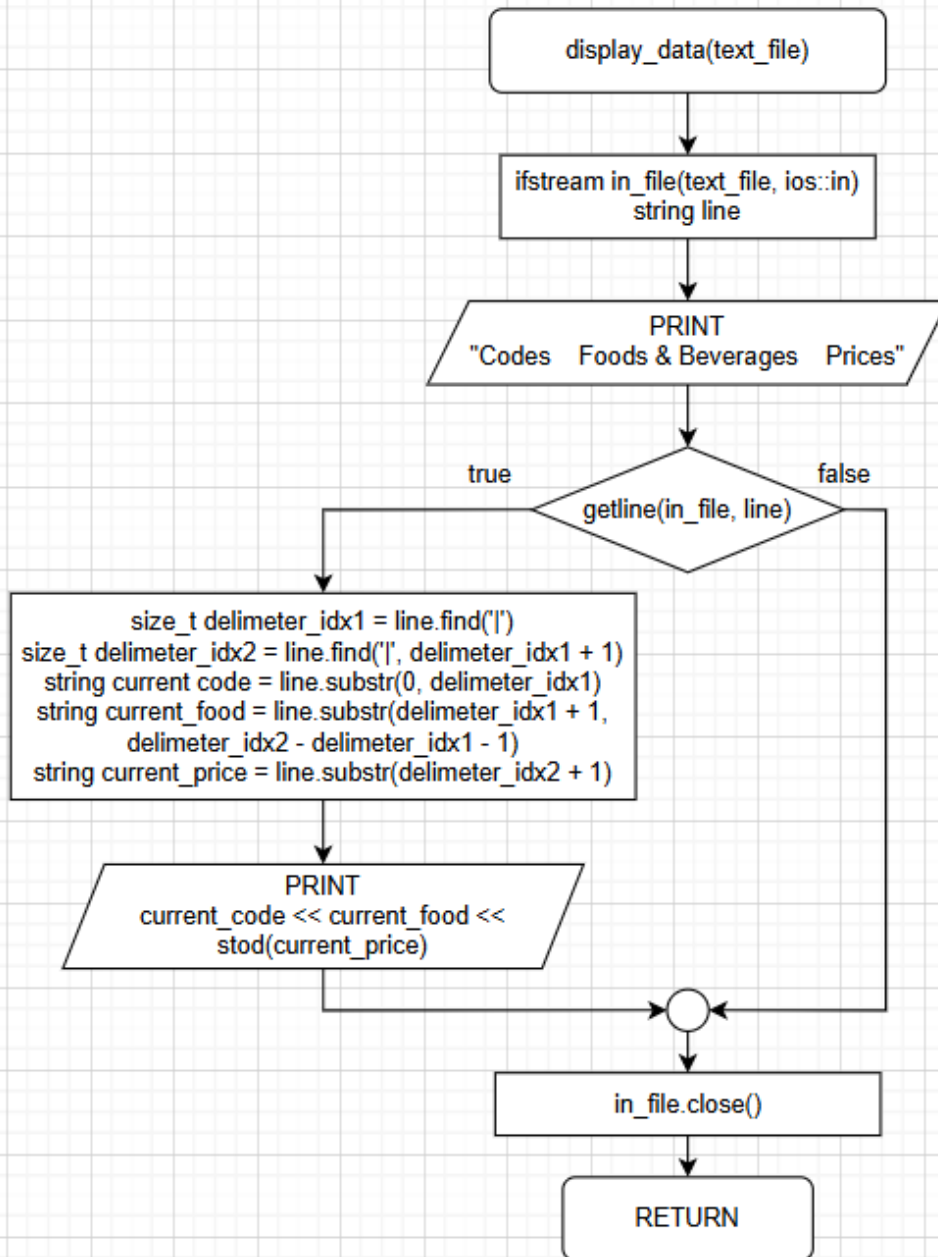 display_data(text_file)
ifstream in_file(text_file, ios::in)
string line
PRINT
"Codes    Foods & Beverages    Prices"
true
false
getline(in_file, line)
size_t delimeter_idx1 = line.find('|')
size_t delimeter_idx2 = line.find('|', delimeter_idx1 + 1)
string current code = line.substr(0, delimeter_idx1)
string current_food = line.substr(delimeter_idx1 + 1,
delimeter_idx2 - delimeter_idx1 - 1)
string current_price = line.substr(delimeter_idx2 + 1)
PRINT
current_code << current_food <<
stod(current_price)
in_file.close()
RETURN